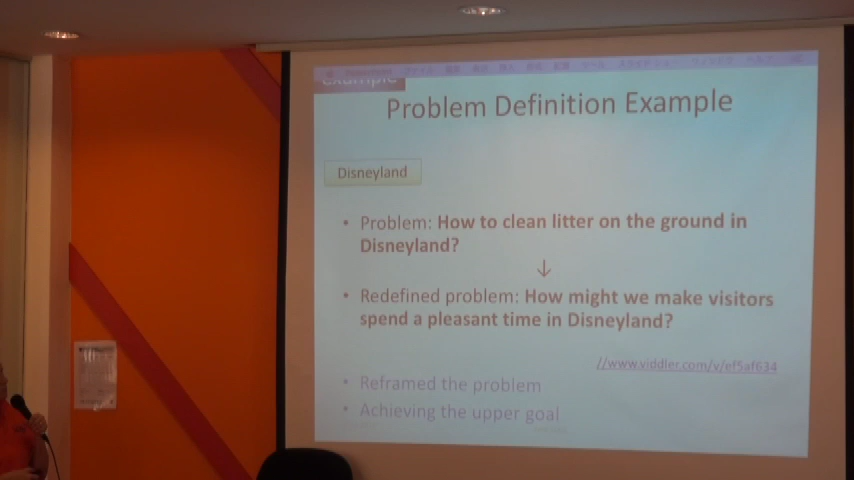 Example
Problem Definition Example
Disneyland
• Problem: How to clean litter on the ground in
Disneyland?
↓
• Redefined problem: How might we make visitors
spend a pleasant time in Disneyland?
//www.viddler.com/v/ef5af634
• Reframed the problem
• Achieving the upper goal